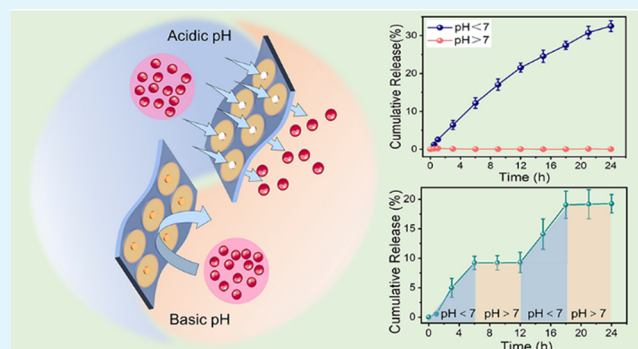 Acidic pH
Basic pH
Cumulative Release(%)
30
20
10
0
pH<7
pH>7
0 4 8 12 16 20 24
Time (h)
Cumulative Release (%)
20
15
10
5
0
pH < 7 pH > 7 pH < 7 pH > 7
0 4 8 12 16 20 24
Time (h)